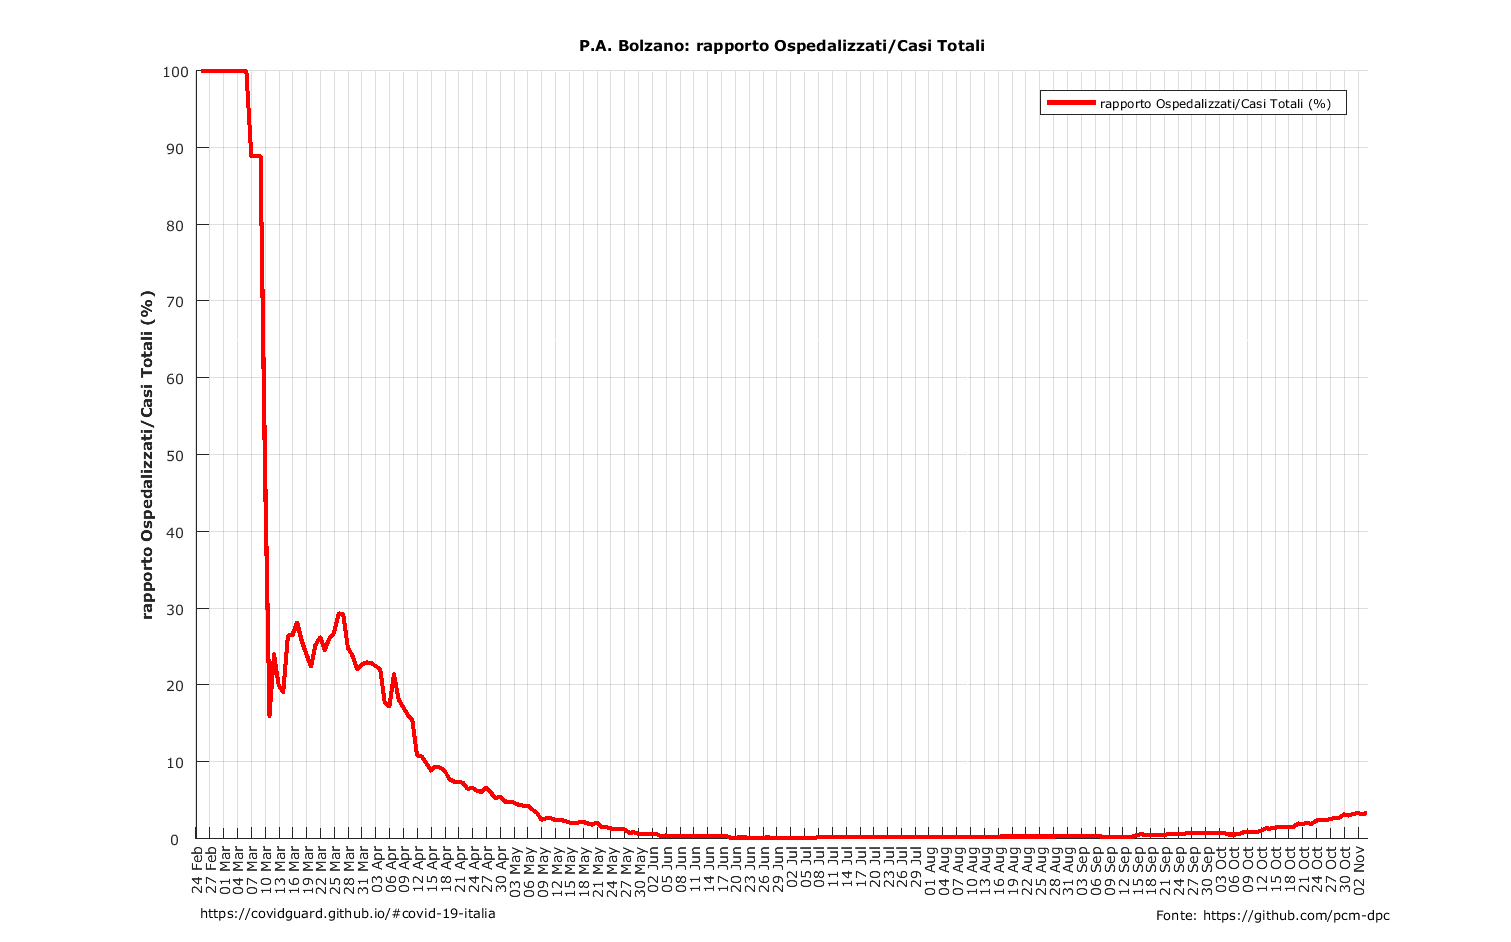 P.A. Bolzano: rapporto Ospedalizzati/Casi Totali
rapporto Ospedalizzati/Casi Totali (%)
rapporto Ospedalizzati/Casi Totali (%)
100
90
80
70
60
50
40
30
20
10
0
24 Feb
27 Feb
01 Mar
04 Mar
07 Mar
10 Mar
13 Mar
16 Mar
19 Mar
22 Mar
25 Mar
28 Mar
31 Mar
03 Apr
06 Apr
09 Apr
12 Apr
15 Apr
18 Apr
21 Apr
24 Apr
27 Apr
30 Apr
03 May
06 May
09 May
12 May
15 May
18 May
21 May
24 May
27 May
30 May
02 Jun
05 Jun
08 Jun
11 Jun
14 Jun
17 Jun
20 Jun
23 Jun
26 Jun
29 Jun
02 Jul
05 Jul
08 Jul
11 Jul
14 Jul
17 Jul
20 Jul
23 Jul
26 Jul
29 Jul
01 Aug
04 Aug
07 Aug
10 Aug
13 Aug
16 Aug
19 Aug
22 Aug
25 Aug
28 Aug
31 Aug
03 Sep
06 Sep
09 Sep
12 Sep
15 Sep
18 Sep
21 Sep
24 Sep
27 Sep
30 Sep
03 Oct
06 Oct
09 Oct
12 Oct
15 Oct
18 Oct
21 Oct
24 Oct
27 Oct
30 Oct
02 Nov
https://covidguard.github.io/#covid-19-italia
Fonte: https://github.com/pcm-dpc